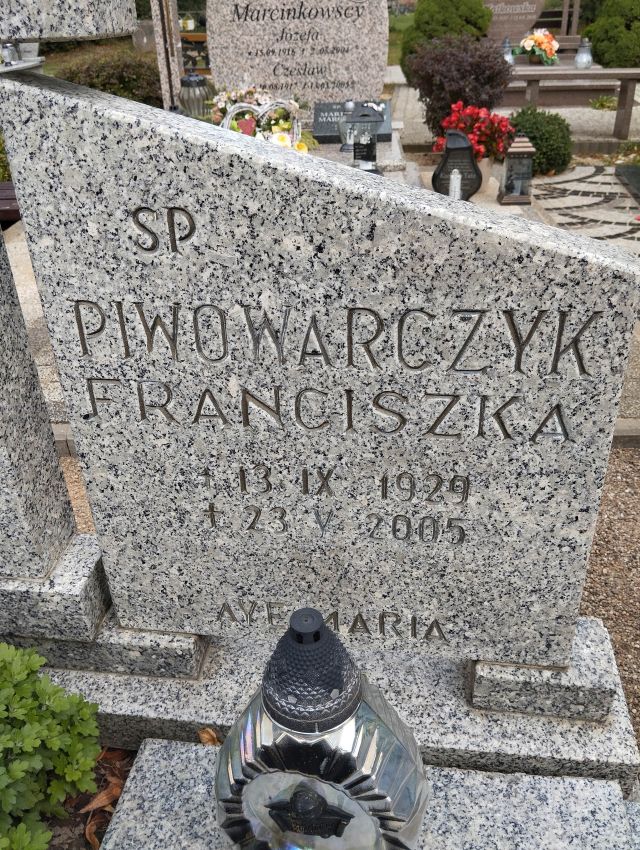 Marcinkowscy
Józefa
Czesław
SP
PIWOWARCZYK
FRANCISZKA
* 13 IX 1929
† 23 V 2005
AVE MARIA